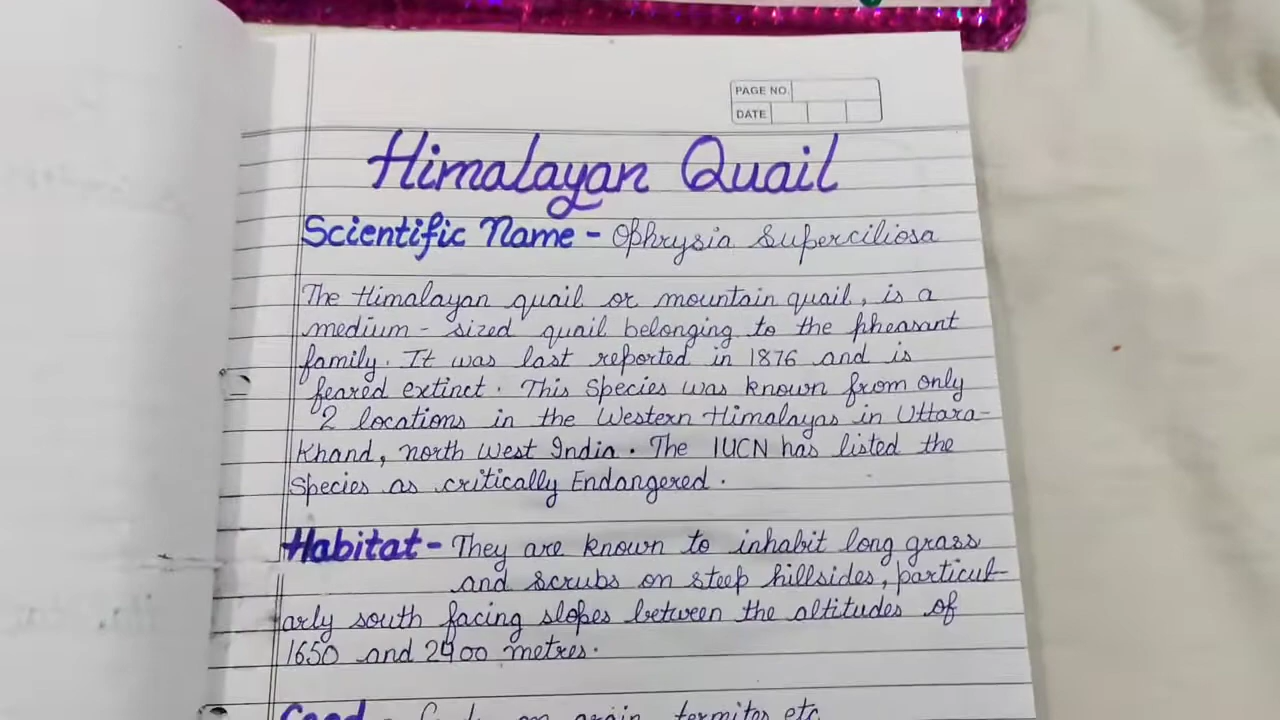 PAGE NO.
DATE
Himalayan Quail
Scientific Name - Ophrysia Superciliosa
The Himalayan quail or mountain quail, is a
medium - sized quail belonging to the pheasant
family. It was last reported in 1876 and is
feared extinct. This Species was known from only
2 locations in the Western Himalayas in Uttara-
Khand, north West India. The IUCN has listed the
Species as critically Endangered.
Habitat - They are known to inhabit long grass
and scrubs on steep hillsides, particul-
arly south facing slopes between the altitudes of
1650 and 2400 metres.
on grain, termites etc